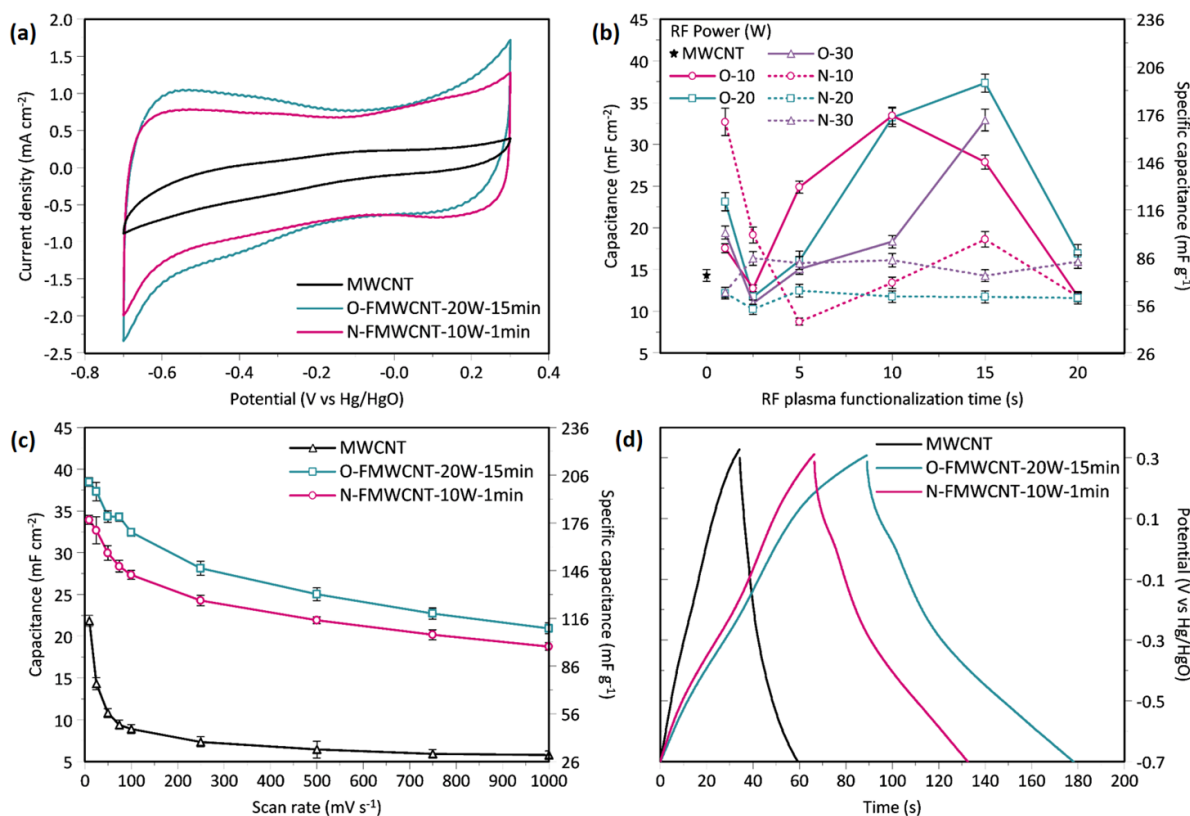 (a)
2.0
1.5
1.0
0.5
0.0
-0.5
-1.0
-1.5
-2.0
-2.5
Current density (mA cm-2)
MWCNT
O-FMWCNT-20W-15min
N-FMWCNT-10W-1min
-0.8 -0.6 -0.4 -0.2 0.0 0.2 0.4
Potential (V vs Hg/HgO)
(b)
45
40
35
30
25
20
15
10
5
Capacitance (mF cm-2)
RF Power (W)
MWCNT
O-10
O-20
O-30
N-10
N-20
N-30
236
206
176
146
116
86
56
26
Specific capacitance (mF g-1)
0 5 10 15 20
RF plasma functionalization time (s)
(c)
45
40
35
30
25
20
15
10
5
Capacitance (mF cm-2)
MWCNT
O-FMWCNT-20W-15min
N-FMWCNT-10W-1min
236
206
176
146
116
86
56
26
Specific capacitance (mF g-1)
0 100 200 300 400 500 600 700 800 900 1000
Scan rate (mV s-1)
(d)
MWCNT
O-FMWCNT-20W-15min
N-FMWCNT-10W-1min
0.3
0.1
-0.1
-0.3
-0.5
-0.7
Potential (V vs Hg/HgO)
0 20 40 60 80 100 120 140 160 180 200
Time (s)